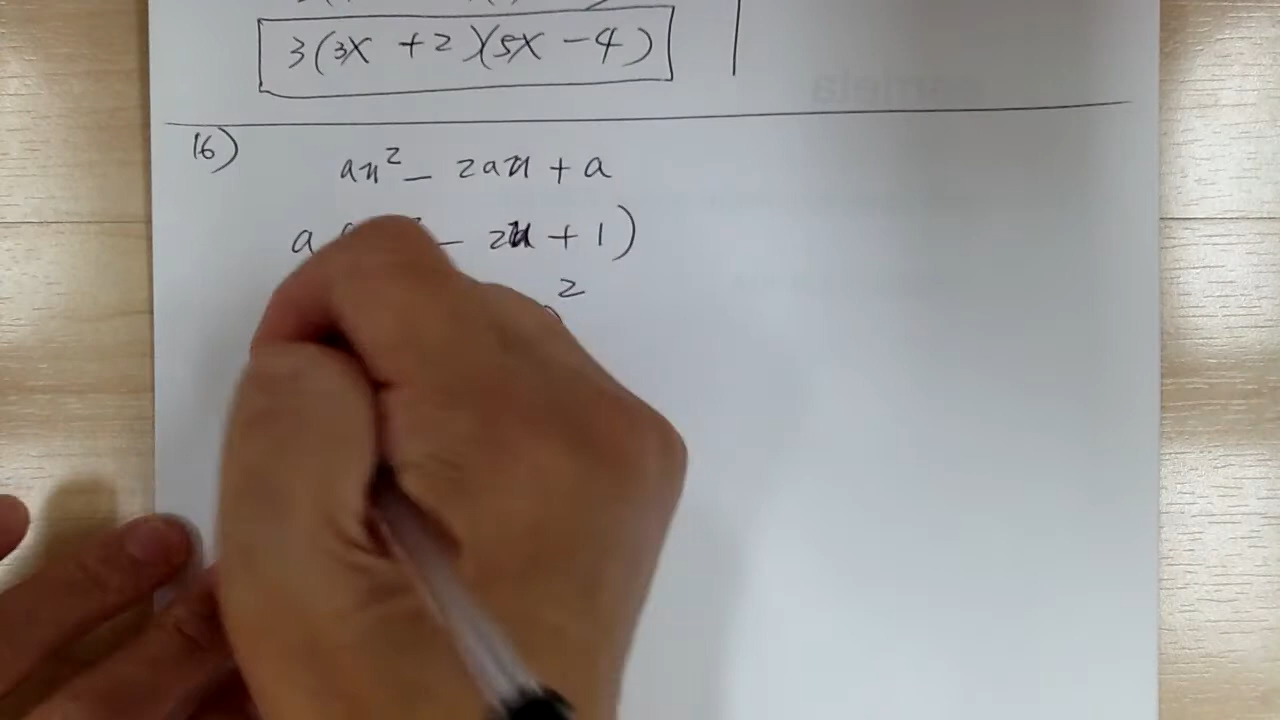 3(3x +2)(5x -4)
16)
ax² - 2ax + a
a - 2x + 1)
2